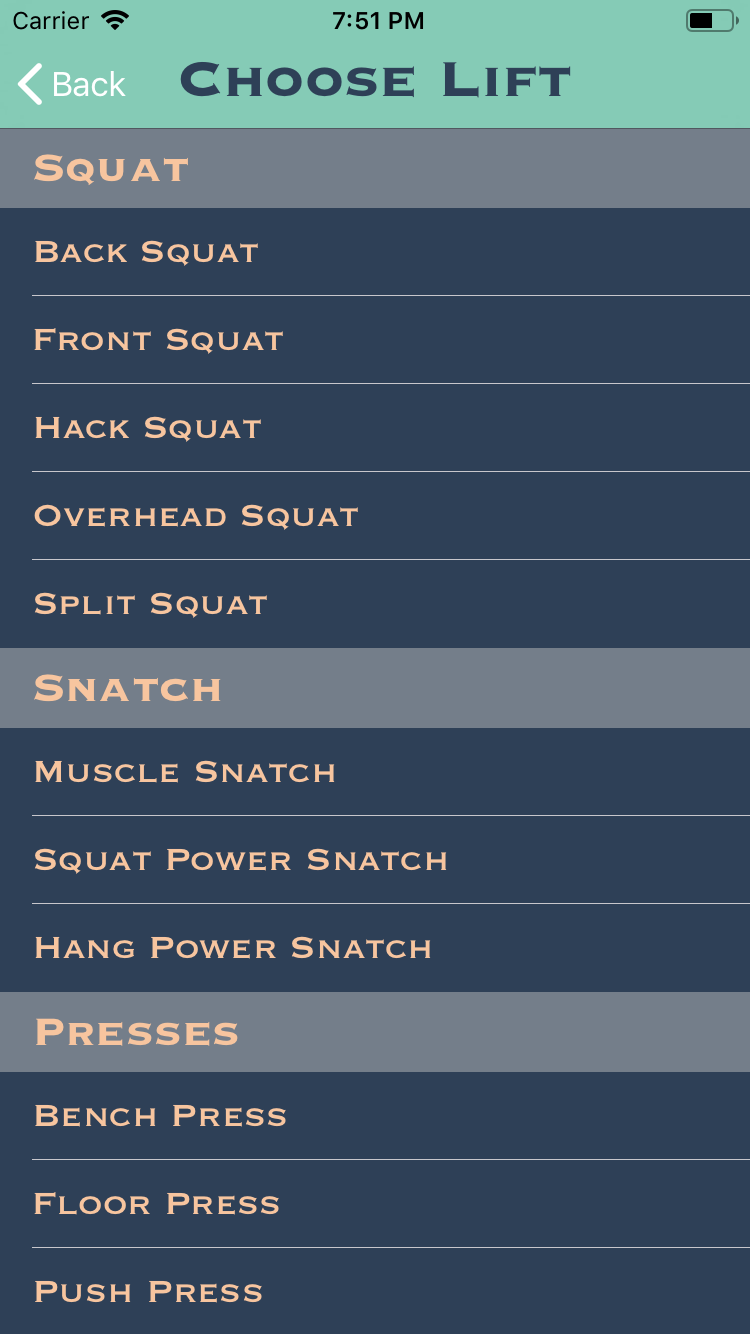 Carrier 7:51 PM
Back Choose Lift
Squat
Back Squat
Front Squat
Hack Squat
Overhead Squat
Split Squat
Snatch
Muscle Snatch
Squat Power Snatch
Hang Power Snatch
Presses
Bench Press
Floor Press
Push Press